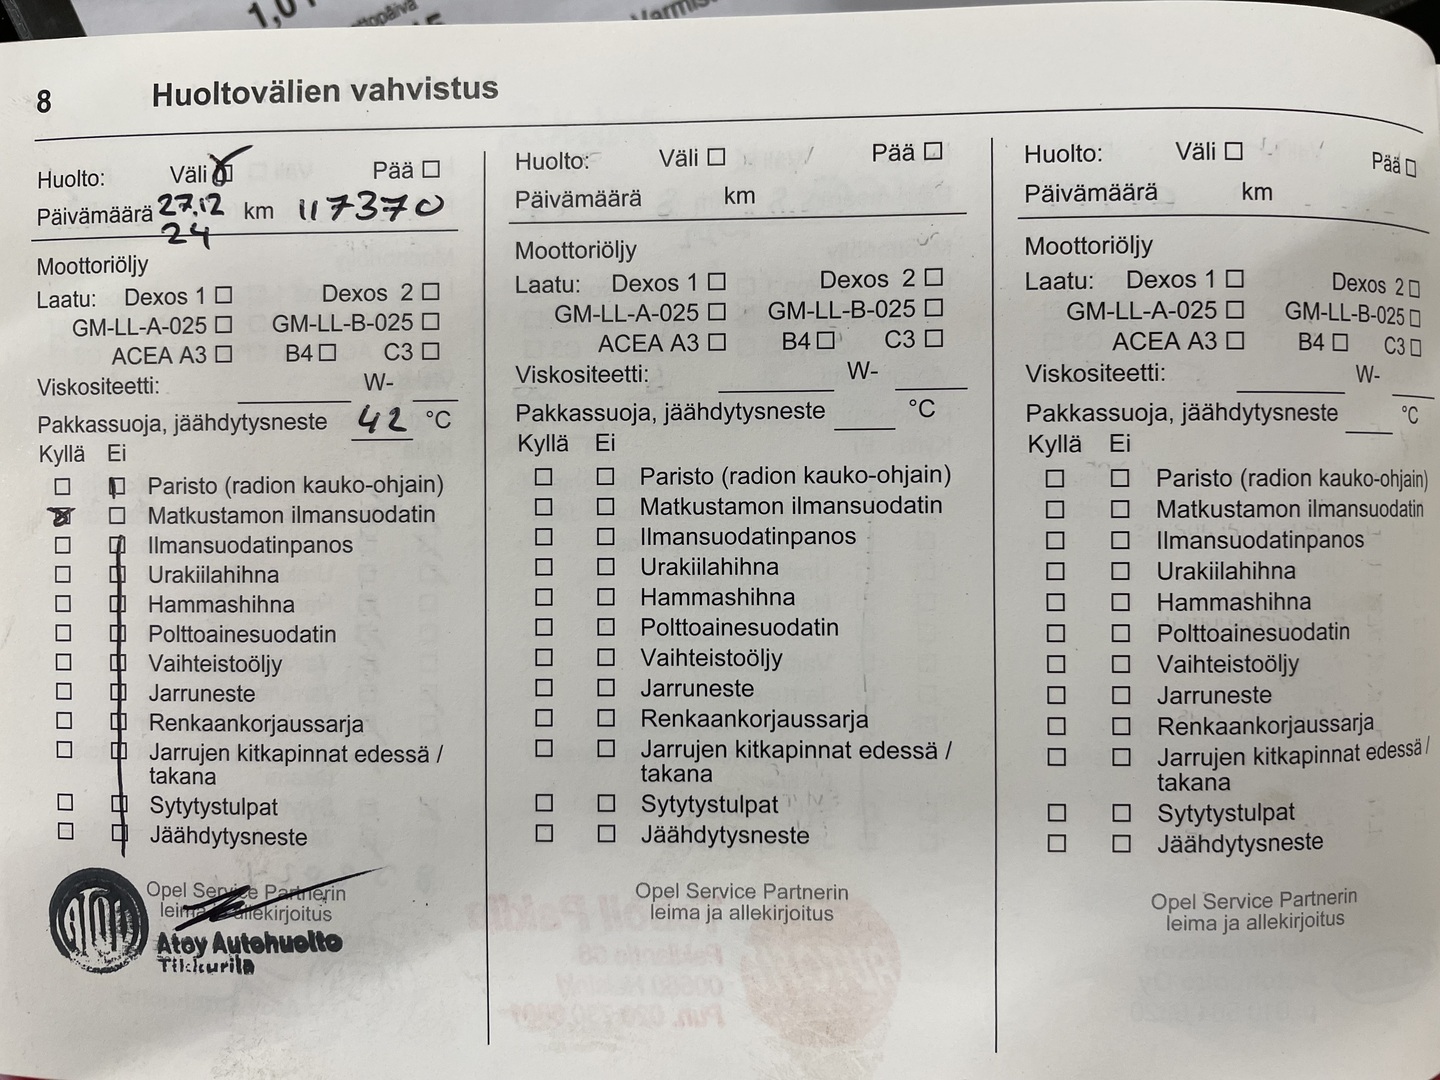 1,0
ttopäivä
Varmis
8 Huoltovälien vahvistus
Huolto: Väli Pää
Päivämäärä 27.12 km 117370
24
Moottoriöljy
Laatu: Dexos 1 Dexos 2
GM-LL-A-025 GM-LL-B-025
ACEA A3 B4 C3
Viskositeetti: W-
Pakkassuoja, jäähdytysneste 42 °C
Kyllä Ei
Paristo (radion kauko-ohjain)
Matkustamon ilmansuodatin
Ilmansuodatinpanos
Urakiilahihna
Hammashihna
Polttoainesuodatin
Vaihteistoöljy
Jarruneste
Renkaankorjaussarja
Jarrujen kitkapinnat edessä /
takana
Sytytystulpat
Jäähdytysneste
Opel Service Partnerin
leima ja allekirjoitus
Atoy Autohuolto
Tikkurila
Huolto: Väli Pää
Päivämäärä km
Moottoriöljy
Laatu: Dexos 1 Dexos 2
GM-LL-A-025 GM-LL-B-025
ACEA A3 B4 C3
Viskositeetti: W-
Pakkassuoja, jäähdytysneste °C
Kyllä Ei
Paristo (radion kauko-ohjain)
Matkustamon ilmansuodatin
Ilmansuodatinpanos
Urakiilahihna
Hammashihna
Polttoainesuodatin
Vaihteistoöljy
Jarruneste
Renkaankorjaussarja
Jarrujen kitkapinnat edessä /
takana
Sytytystulpat
Jäähdytysneste
Opel Service Partnerin
leima ja allekirjoitus
Huolto: Väli Pää
Päivämäärä km
Moottoriöljy
Laatu: Dexos 1 Dexos 2
GM-LL-A-025 GM-LL-B-025
ACEA A3 B4 C3
Viskositeetti: W-
Pakkassuoja, jäähdytysneste °C
Kyllä Ei
Paristo (radion kauko-ohjain)
Matkustamon ilmansuodatin
Ilmansuodatinpanos
Urakiilahihna
Hammashihna
Polttoainesuodatin
Vaihteistoöljy
Jarruneste
Renkaankorjaussarja
Jarrujen kitkapinnat edessä /
takana
Sytytystulpat
Jäähdytysneste
Opel Service Partnerin
leima ja allekirjoitus